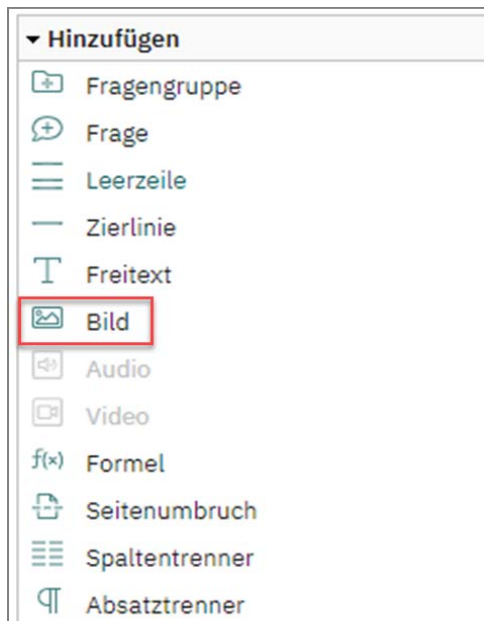 Hinzufügen
Fragengruppe
Frage
Leerzeile
Zierlinie
Freitext
Bild
Audio
Video
f(x) Formel
Seitenumbruch
Spaltentrenner
Absatztrenner